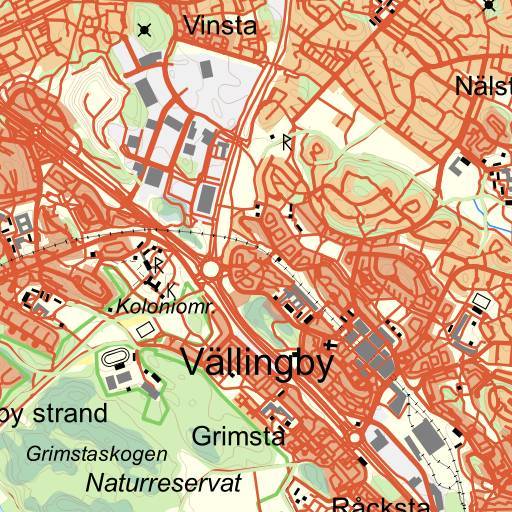 Vinsta
Nälst
R
R
K
Koloniomr.
Vällingby
by strand
Grimsta
Grimstaskogen
Naturreservat
Råcksta